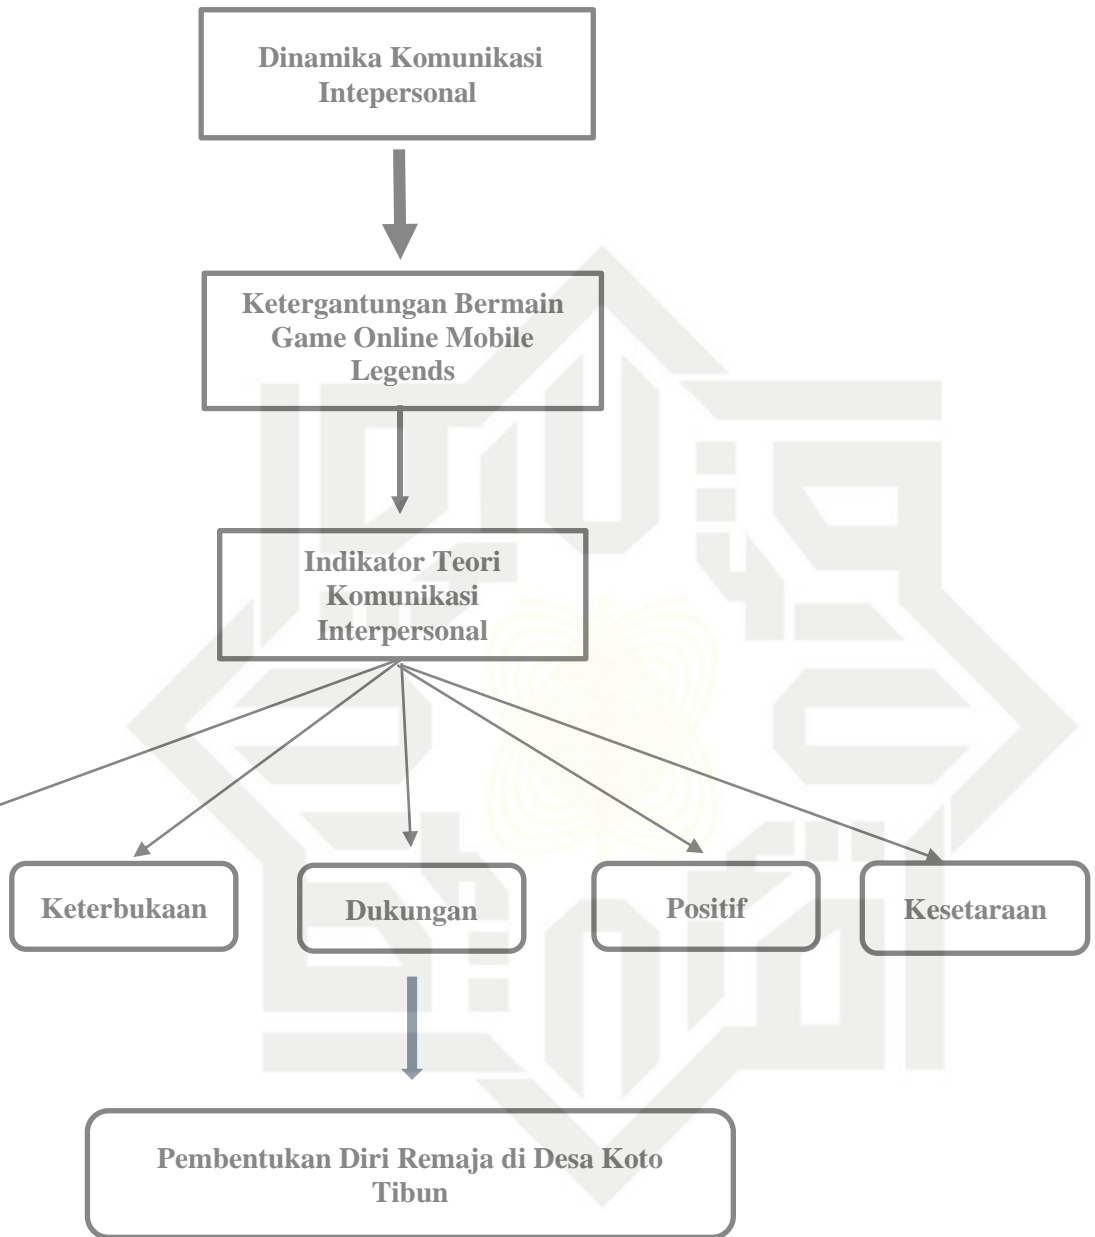 Dinamika Komunikasi
Intepersonal
Ketergantungan Bermain
Game Online Mobile
Legends
Indikator Teori
Komunikasi
Interpersonal
Keterbukaan
Dukungan
Positif
Kesetaraan
Pembentukan Diri Remaja di Desa Koto
Tibun